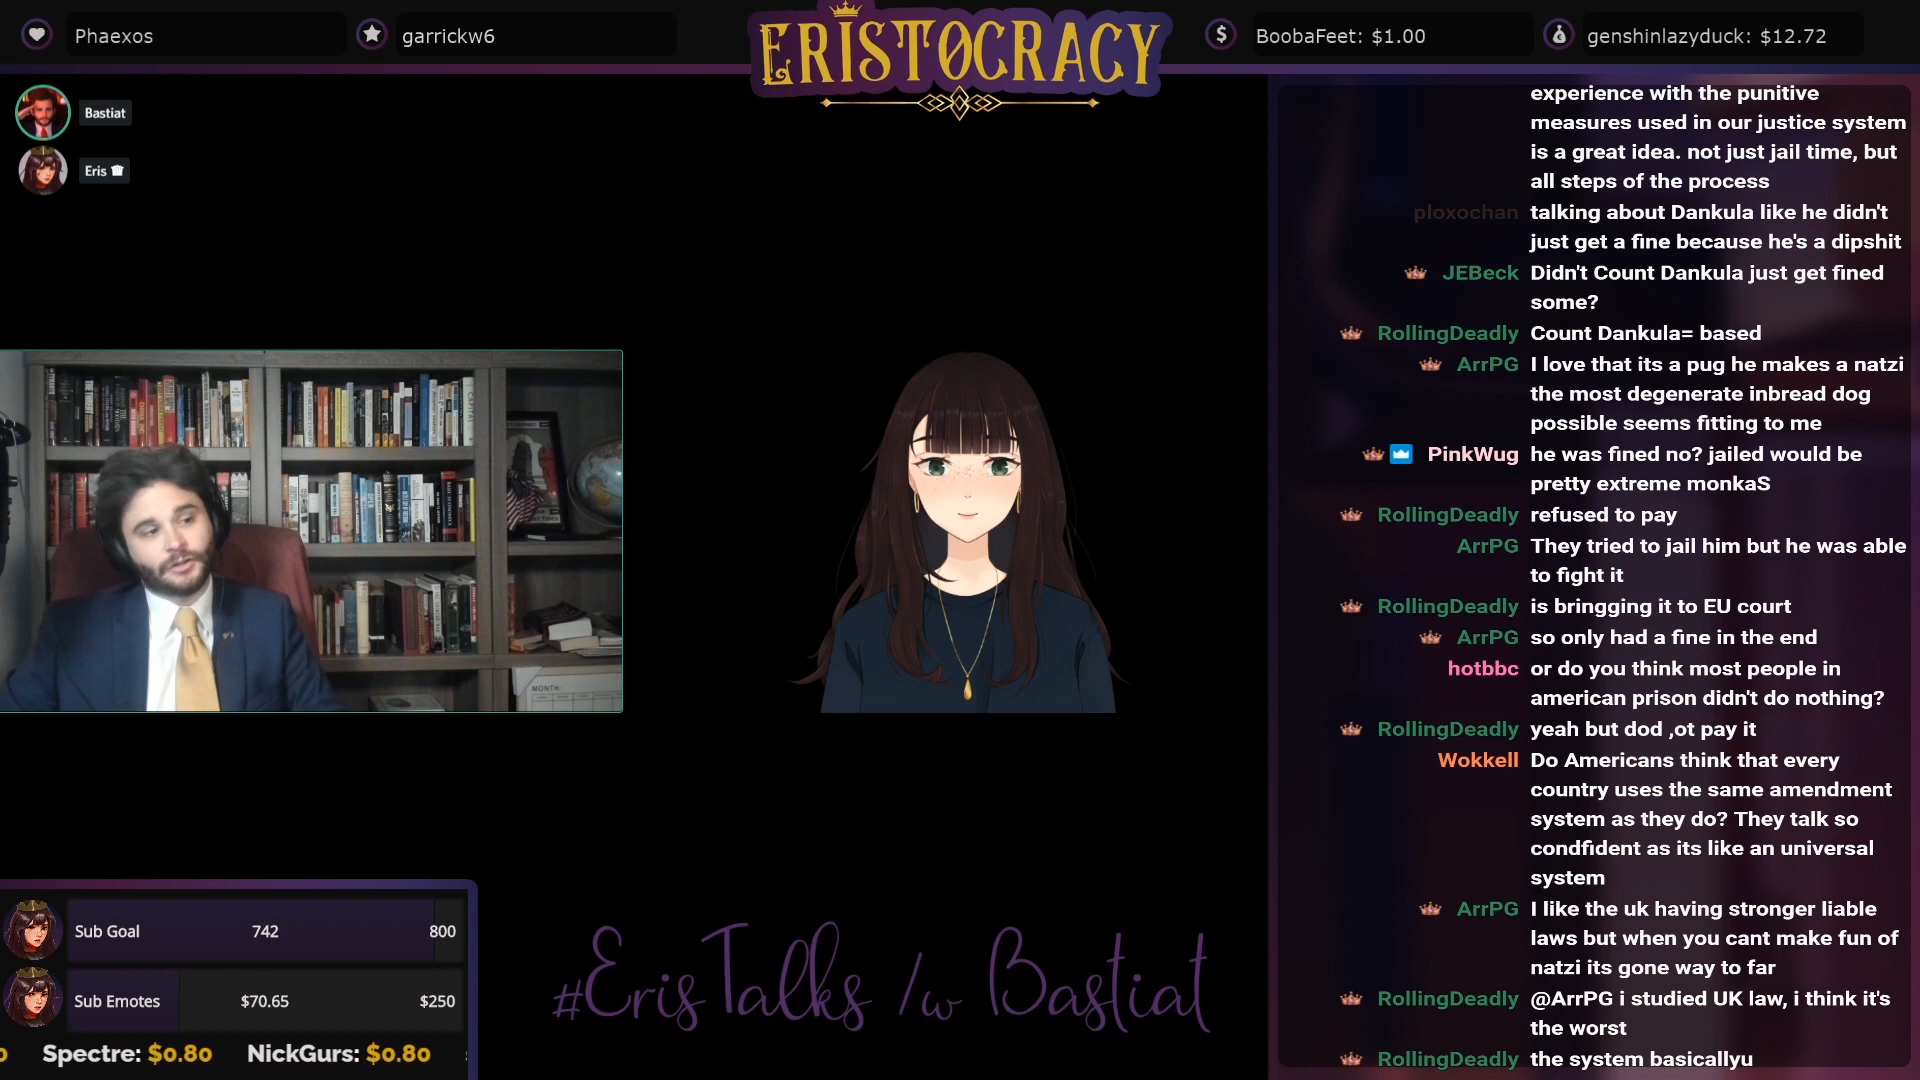 Phaexos
garrickw6
ERISTOCRACY
BoobaFeet: $1.00
genshinlazyduck: $12.72
Bastiat
Eris
MONTH:
experience with the punitive
measures used in our justice system
is a great idea. not just jail time, but
all steps of the process
ploxochan talking about Dankula like he didn't
just get a fine because he's a dipshit
JEBeck Didn't Count Dankula just get fined
some?
RollingDeadly Count Dankula= based
ArrPG I love that its a pug he makes a natzi
the most degenerate inbread dog
possible seems fitting to me
PinkWug he was fined no? jailed would be
pretty extreme monkaS
RollingDeadly refused to pay
ArrPG They tried to jail him but he was able
to fight it
RollingDeadly is bringging it to EU court
ArrPG so only had a fine in the end
hotbbc or do you think most people in
american prison didn't do nothing?
RollingDeadly yeah but dod ,ot pay it
Wokkell Do Americans think that every
country uses the same amendment
system as they do? They talk so
condfident as its like an universal
system
ArrPG I like the uk having stronger liable
laws but when you cant make fun of
natzi its gone way to far
RollingDeadly @ArrPG i studied UK law, i think it's
the worst
RollingDeadly the system basicallyu
Sub Goal 742 800
Sub Emotes $70.65 $250
Spectre: $0.80 NickGurs: $0.80
#ErisTalks /w Bastiat